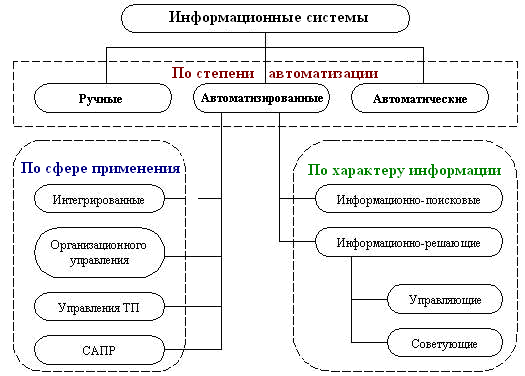 Информационные системы
По степени автоматизации
Ручные
Автоматизированные
Автоматические
По сфере применения
Интегрированные
Организационного
управления
Управления ТП
САПР
По характеру информации
Информационно-поисковые
Информационно-решающие
Управляющие
Советующие